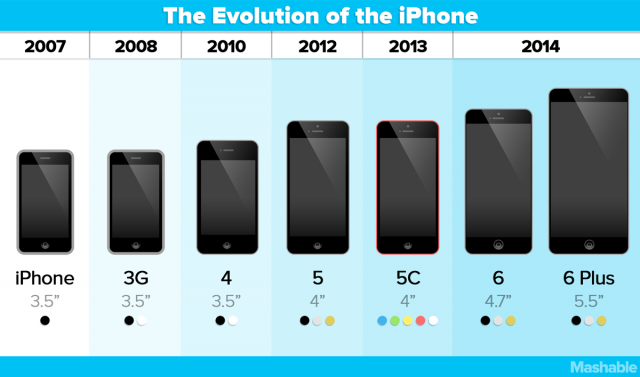 The Evolution of the iPhone
2007 2008 2010 2012 2013 2014
iPhone 3G 4 5 5C 6 6 Plus
3.5” 3.5” 3.5” 4” 4” 4.7” 5.5”
Mashable